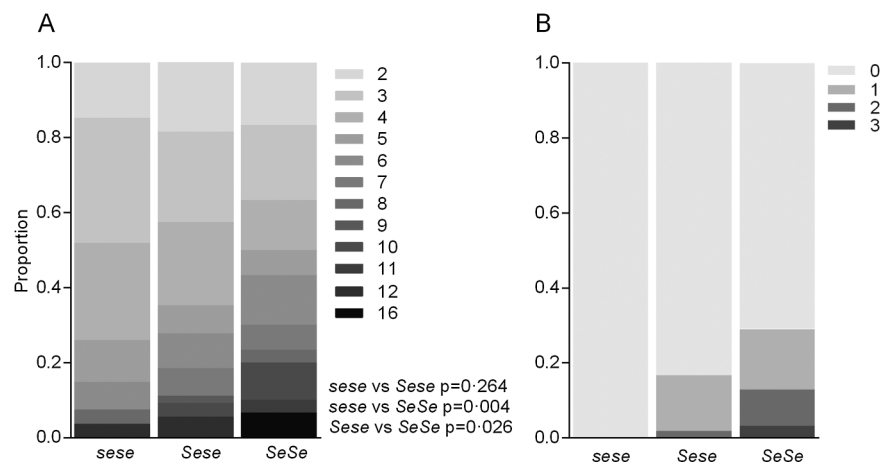 A
1.0
0.8
0.6
0.4
0.2
0.0
Proportion
sese
Sese
SeSe
2
3
4
5
6
7
8
9
10
11
12
16
sese vs Sese p=0·264
sese vs SeSe p=0·004
Sese vs SeSe p=0·026
B
1.0
0.8
0.6
0.4
0.2
0.0
sese
Sese
SeSe
0
1
2
3